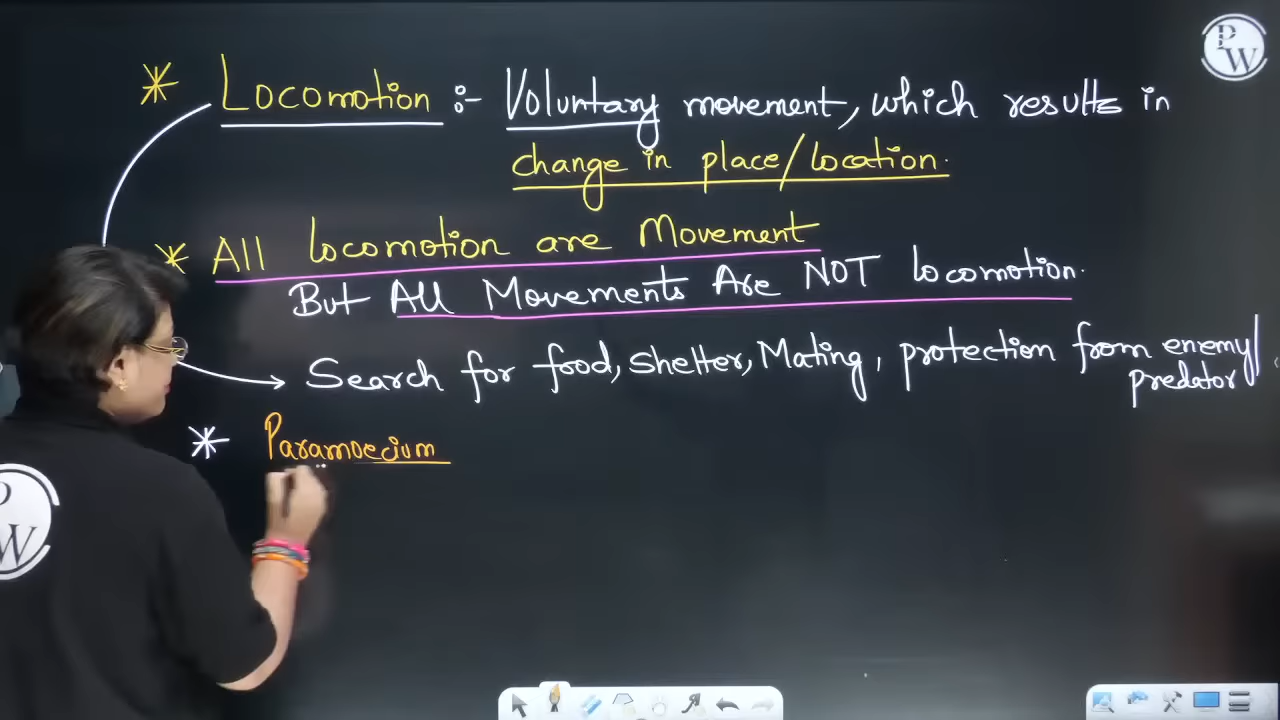 PW
* Locomotion :- Voluntary movement, which results in
change in place/location.
* All locomotion are Movement
But All Movements Are NOT locomotion.
→ Search for food, shelter, Mating, protection from enemy/
predator
* Paramoecium
PW